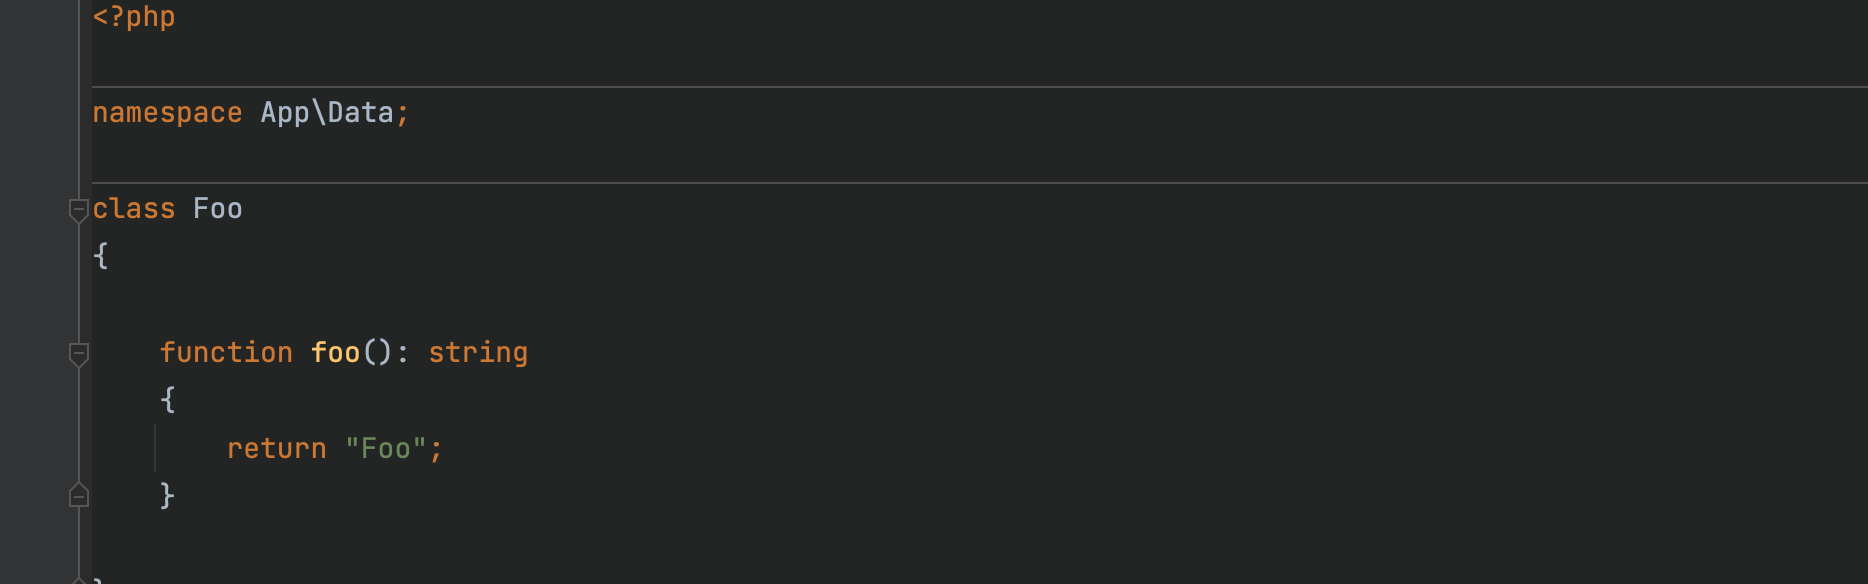 <?php
namespace App\Data;
class Foo
{
function foo(): string
{
return "Foo";
}
}